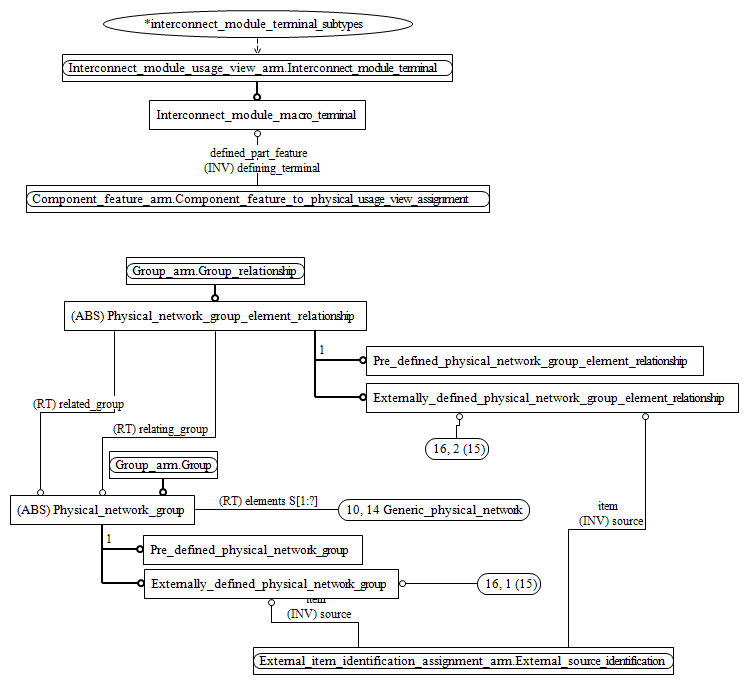 *interconnect_module_terminal_subtypes
Interconnect_module_usage_view_arm.Interconnect_module_terminal
Interconnect_module_macro_terminal
defined_part_feature
(INV) defining_terminal
Component_feature_arm.Component_feature_to_physical_usage_view_assignment
Group_arm.Group_relationship
(ABS) Physical_network_group_element_relationship
1
Pre_defined_physical_network_group_element_relationship
Externally_defined_physical_network_group_element_relationship
(RT) related_group
(RT) relating_group
16, 2 (15)
Group_arm.Group
(ABS) Physical_network_group
(RT) elements S[1:?]
10, 14 Generic_physical_network
item
(INV) source
1
Pre_defined_physical_network_group
Externally_defined_physical_network_group
16, 1 (15)
item
(INV) source
External_item_identification_assignment_arm.External_source_identification